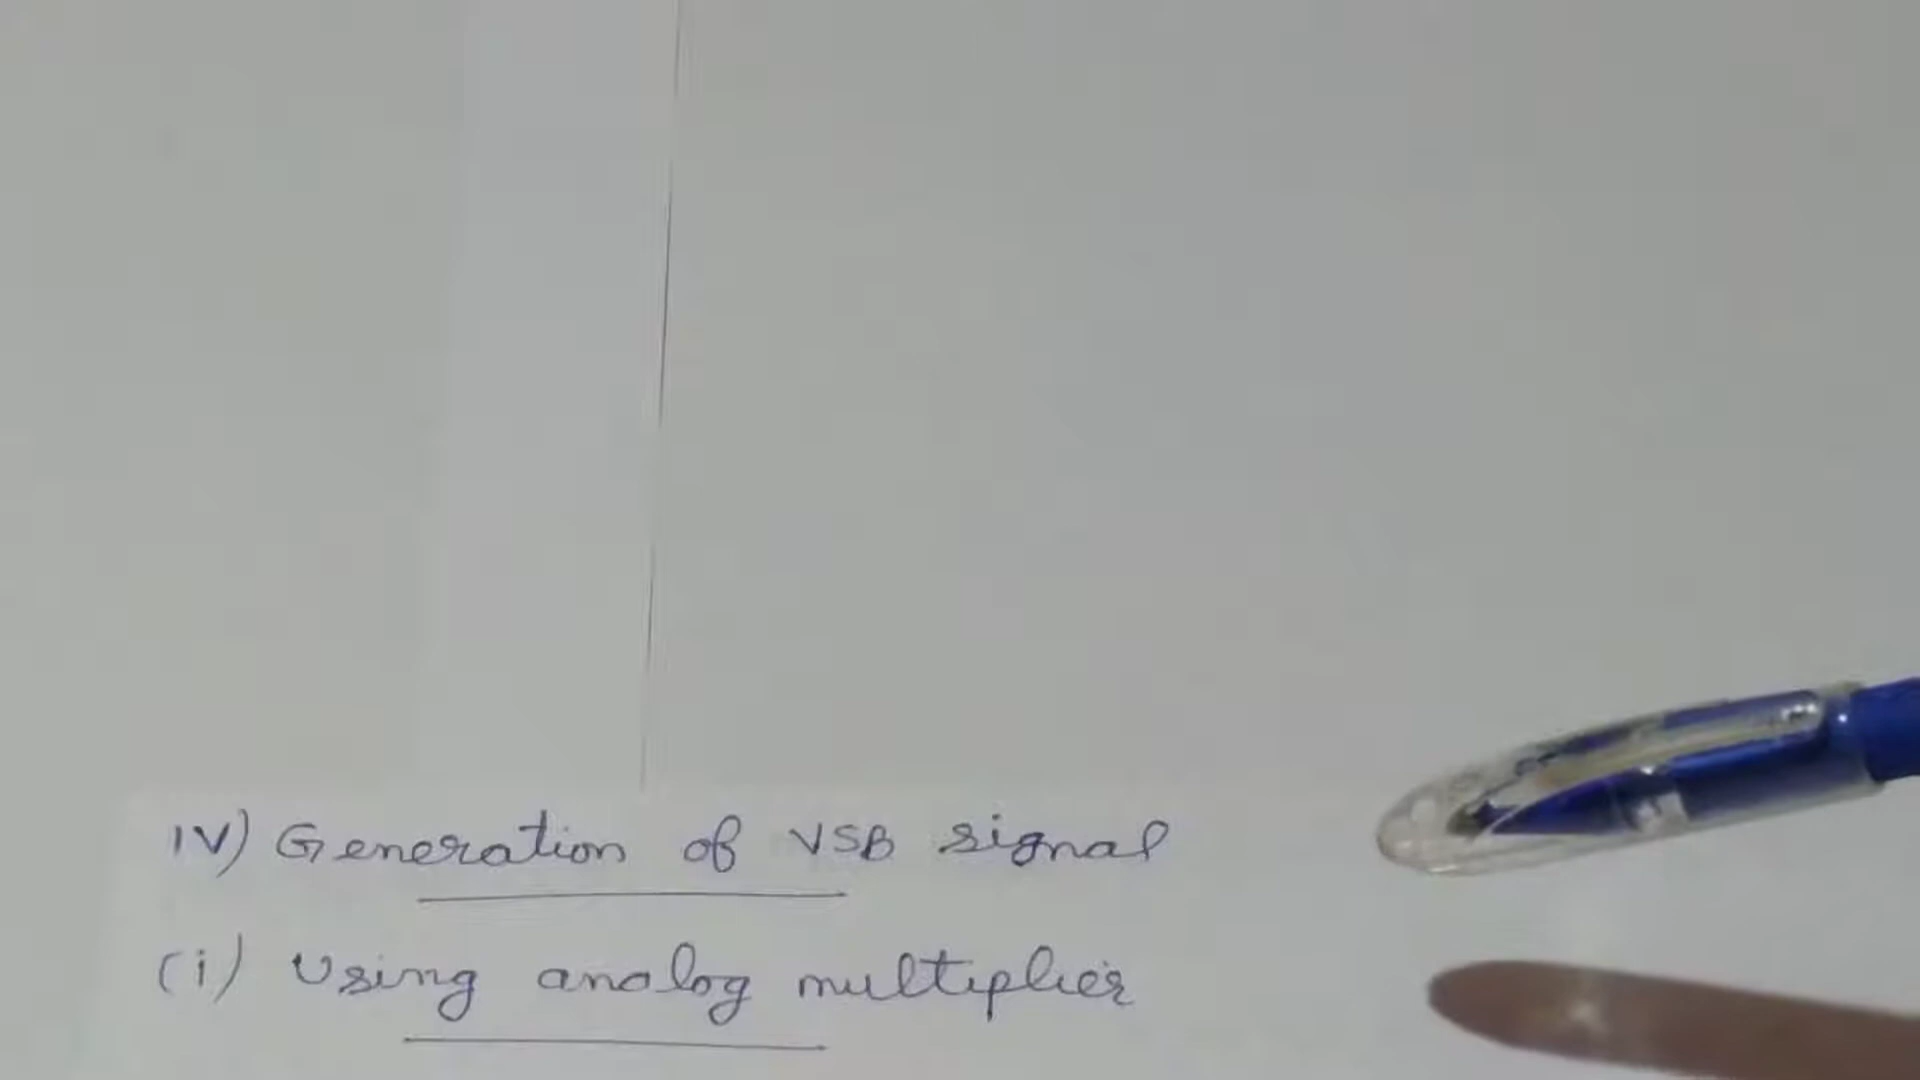 IV) Generation of VSB signal
(i) Using analog multiplier